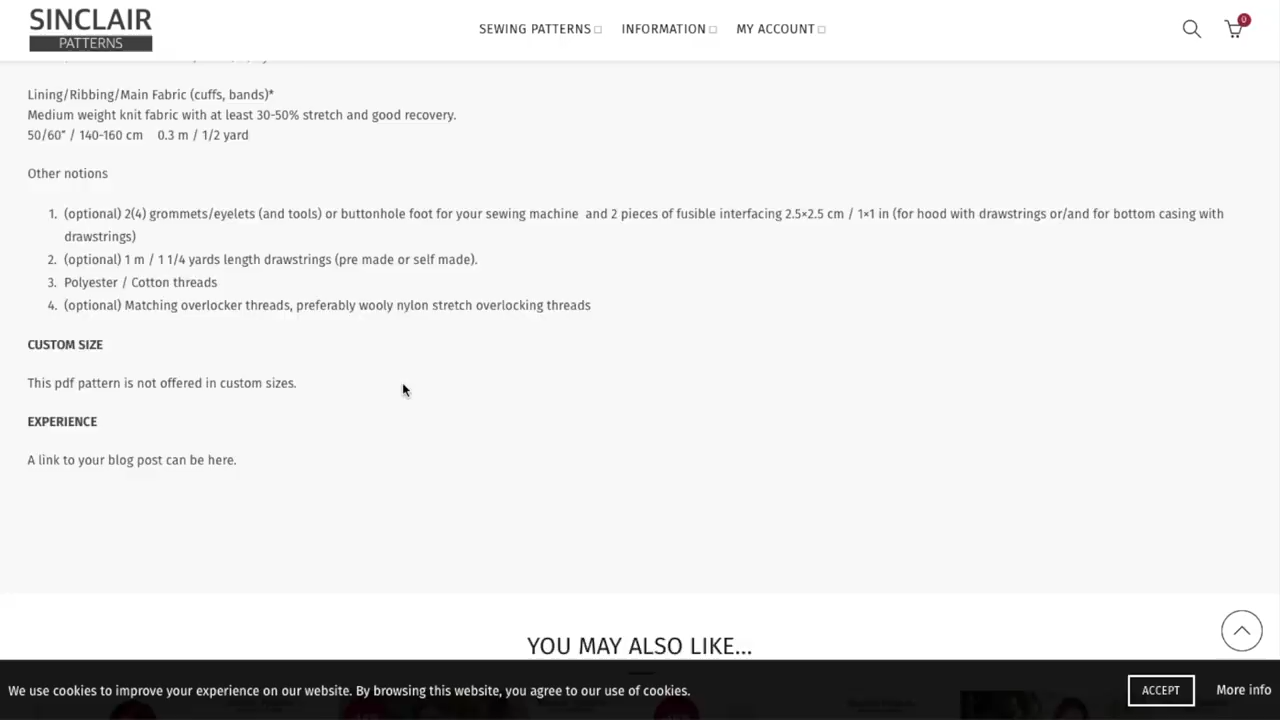 SINCLAIR
PATTERNS
SEWING PATTERNS
INFORMATION
MY ACCOUNT
0
Lining/Ribbing/Main Fabric (cuffs, bands)*
Medium weight knit fabric with at least 30-50% stretch and good recovery.
50/60” / 140-160 cm 0.3 m / 1/2 yard
Other notions
1. (optional) 2(4) grommets/eyelets (and tools) or buttonhole foot for your sewing machine and 2 pieces of fusible interfacing 2.5×2.5 cm / 1×1 in (for hood with drawstrings or/and for bottom casing with
drawstrings)
2. (optional) 1 m / 1 1/4 yards length drawstrings (pre made or self made).
3. Polyester / Cotton threads
4. (optional) Matching overlocker threads, preferably wooly nylon stretch overlocking threads
CUSTOM SIZE
This pdf pattern is not offered in custom sizes.
EXPERIENCE
A link to your blog post can be here.
YOU MAY ALSO LIKE...
We use cookies to improve your experience on our website. By browsing this website, you agree to our use of cookies.
ACCEPT
More info